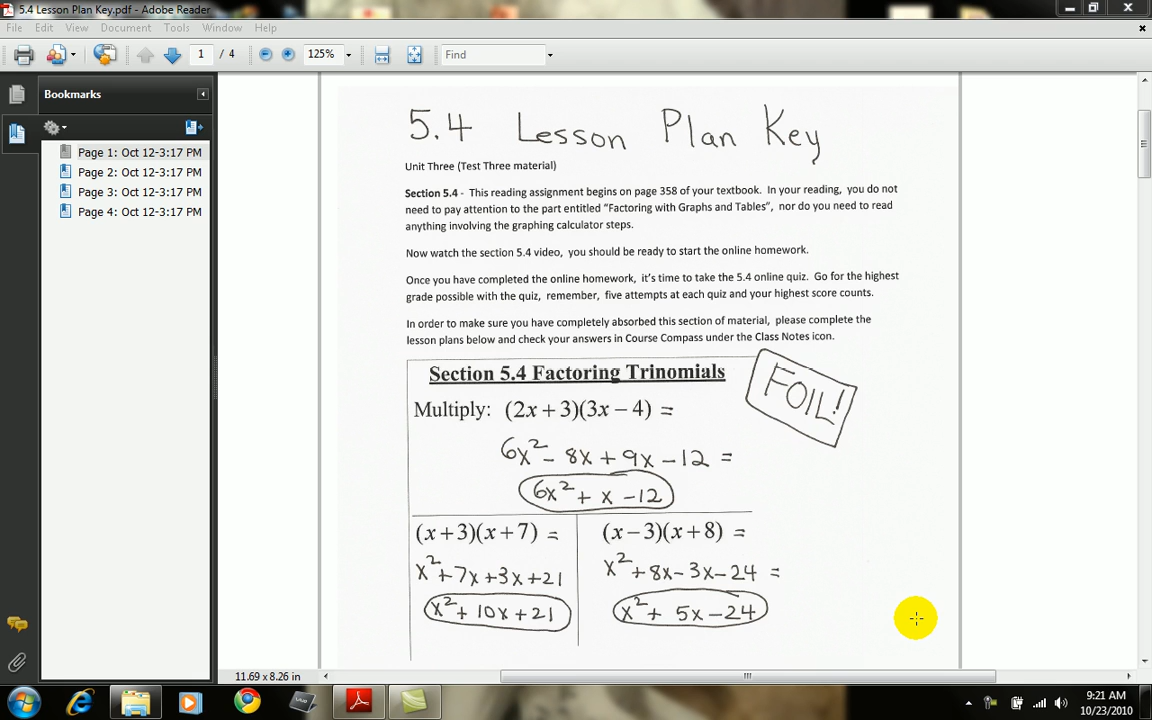 5.4 Lesson Plan Key.pdf - Adobe Reader
File Edit View Document Tools Window Help
1 / 4 125% Find
Bookmarks
Page 1: Oct 12-3:17 PM
Page 2: Oct 12-3:17 PM
Page 3: Oct 12-3:17 PM
Page 4: Oct 12-3:17 PM
5.4 Lesson Plan Key
Unit Three (Test Three material)
Section 5.4 - This reading assignment begins on page 358 of your textbook. In your reading, you do not
need to pay attention to the part entitled “Factoring with Graphs and Tables”, nor do you need to read
anything involving the graphing calculator steps.
Now watch the section 5.4 video, you should be ready to start the online homework.
Once you have completed the online homework, it’s time to take the 5.4 online quiz. Go for the highest
grade possible with the quiz, remember, five attempts at each quiz and your highest score counts.
In order to make sure you have completely absorbed this section of material, please complete the
lesson plans below and check your answers in Course Compass under the Class Notes icon.
Section 5.4 Factoring Trinomials
FOIL!
Multiply: (2x + 3)(3x − 4) =
6x² − 8x + 9x − 12 =
6x² + x − 12
(x + 3)(x + 7) =
x² + 7x + 3x + 21
x² + 10x + 21
(x − 3)(x + 8) =
x² + 8x − 3x − 24 =
x² + 5x − 24
11.69 x 8.26 in
9:21 AM
10/23/2010